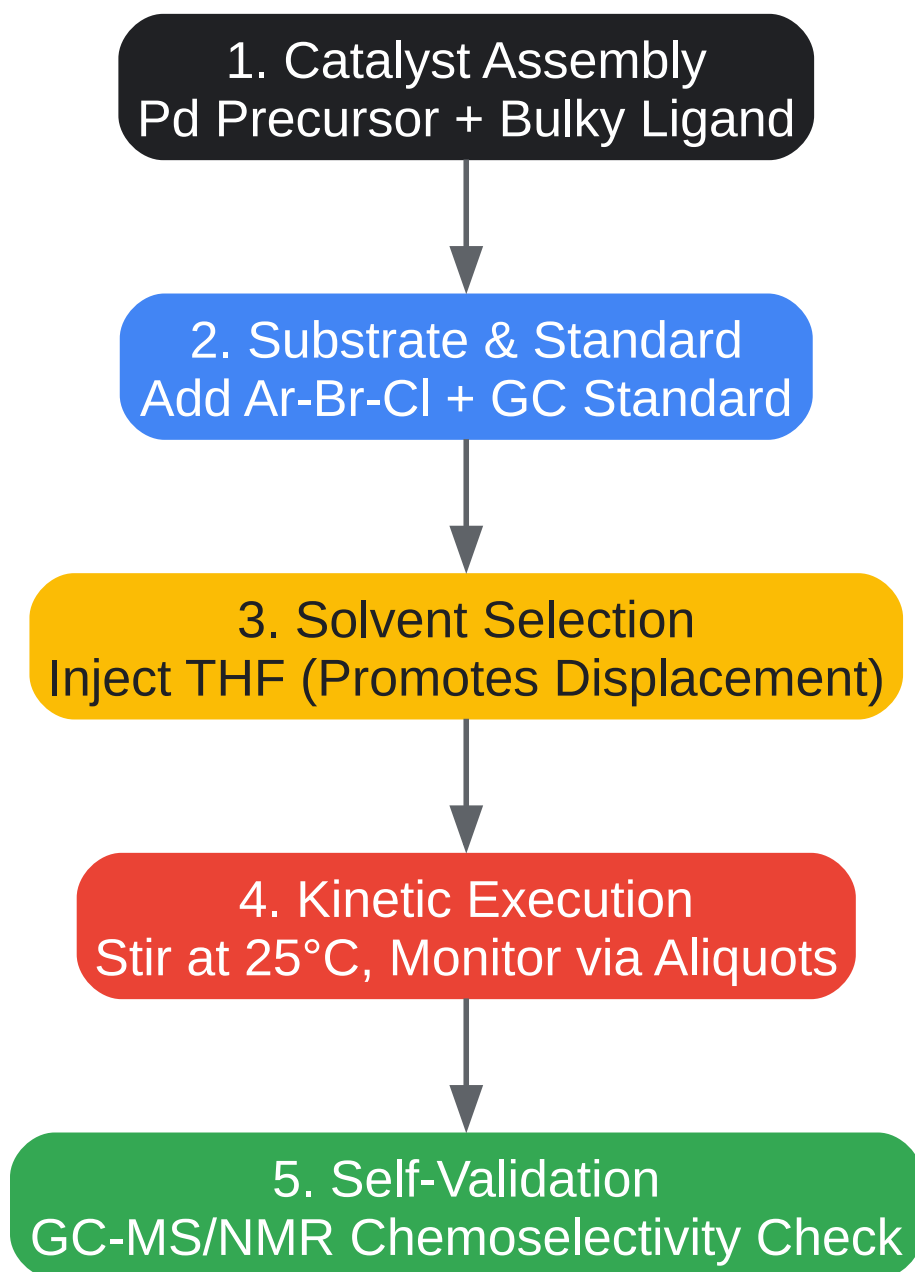 1. Catalyst Assembly
Pd Precursor + Bulky Ligand
2. Substrate & Standard
Add Ar-Br-Cl + GC Standard
3. Solvent Selection
Inject THF (Promotes Displacement)
4. Kinetic Execution
Stir at 25°C, Monitor via Aliquots
5. Self-Validation
GC-MS/NMR Chemoselectivity Check